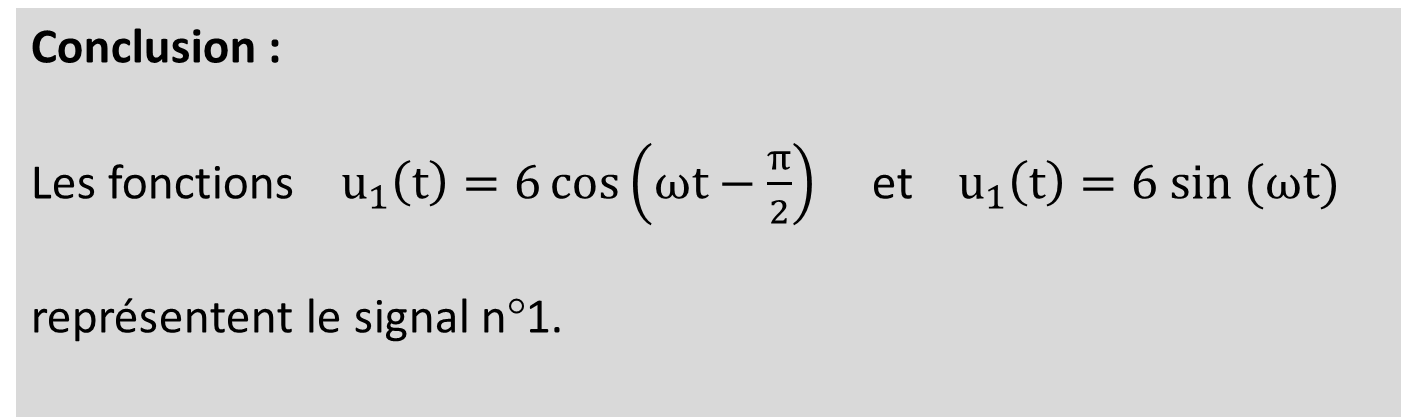 Conclusion :
Les fonctions u₁(t) = 6 cos (ωt − π/2) et u₁(t) = 6 sin (ωt)
représentent le signal n°1.